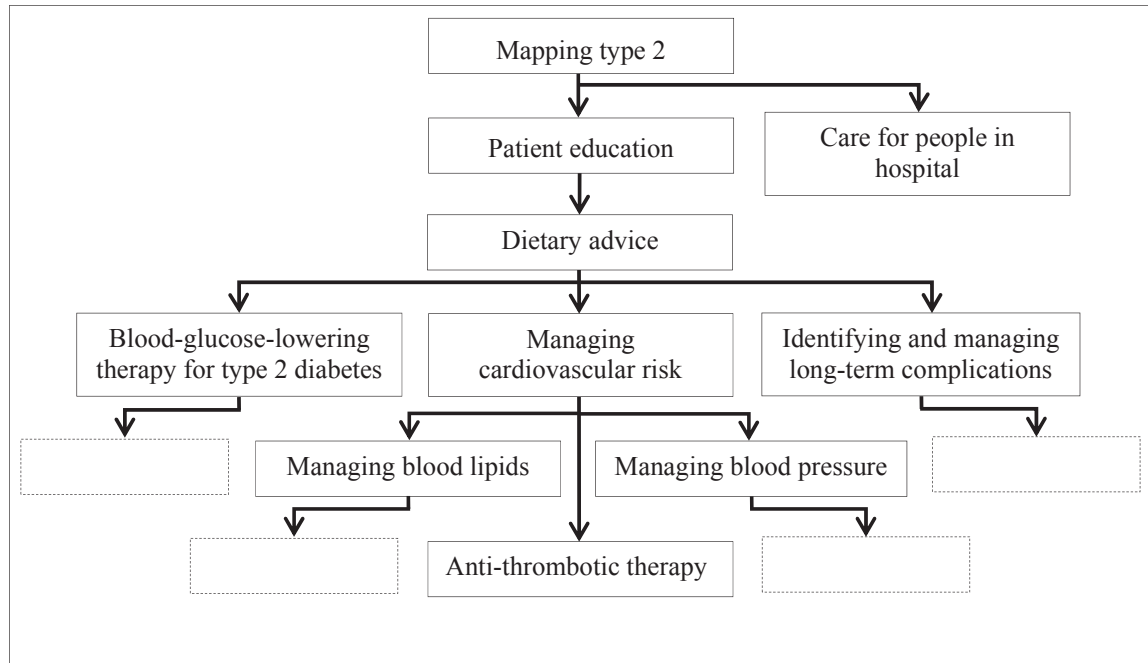 Mapping type 2
Patient education
Care for people in
hospital
Dietary advice
Blood-glucose-lowering
therapy for type 2 diabetes
Managing
cardiovascular risk
Identifying and managing
long-term complications
Managing blood lipids
Managing blood pressure
Anti-thrombotic therapy